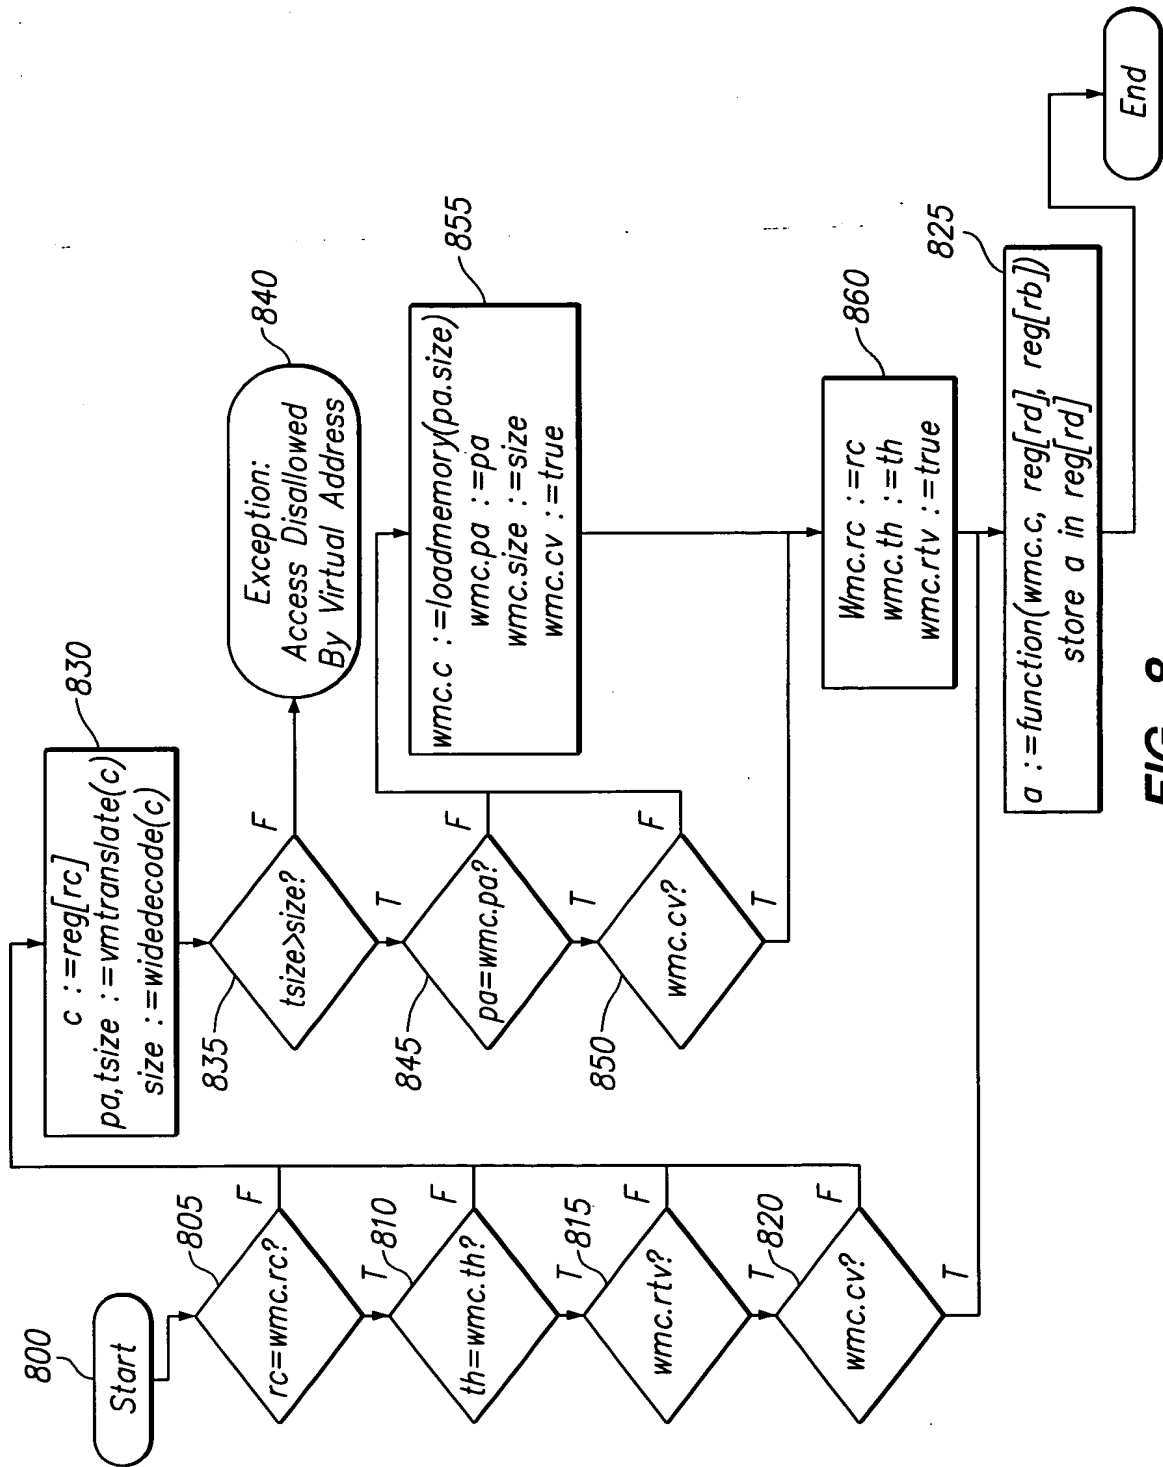 800
Start
805
rc=wmc.rc?
F
T
810
th=wmc.th?
F
T
815
wmc.rtv?
F
T
820
wmc.cv?
F
T
830
c :=reg[rc]
pa,tsize :=vmtranslate(c)
size :=widedecode(c)
835
tsize>size?
F
T
840
Exception:
Access Disallowed
By Virtual Address
845
pa=wmc.pa?
F
T
850
wmc.cv?
F
T
855
wmc.c :=loadmemory(pa.size)
wmc.pa :=pa
wmc.size :=size
wmc.cv :=true
860
Wmc.rc :=rc
wmc.th :=th
wmc.rtv :=true
825
a :=function(wmc.c, reg[rd], reg[rb])
store a in reg[rd]
End
FIG. 8